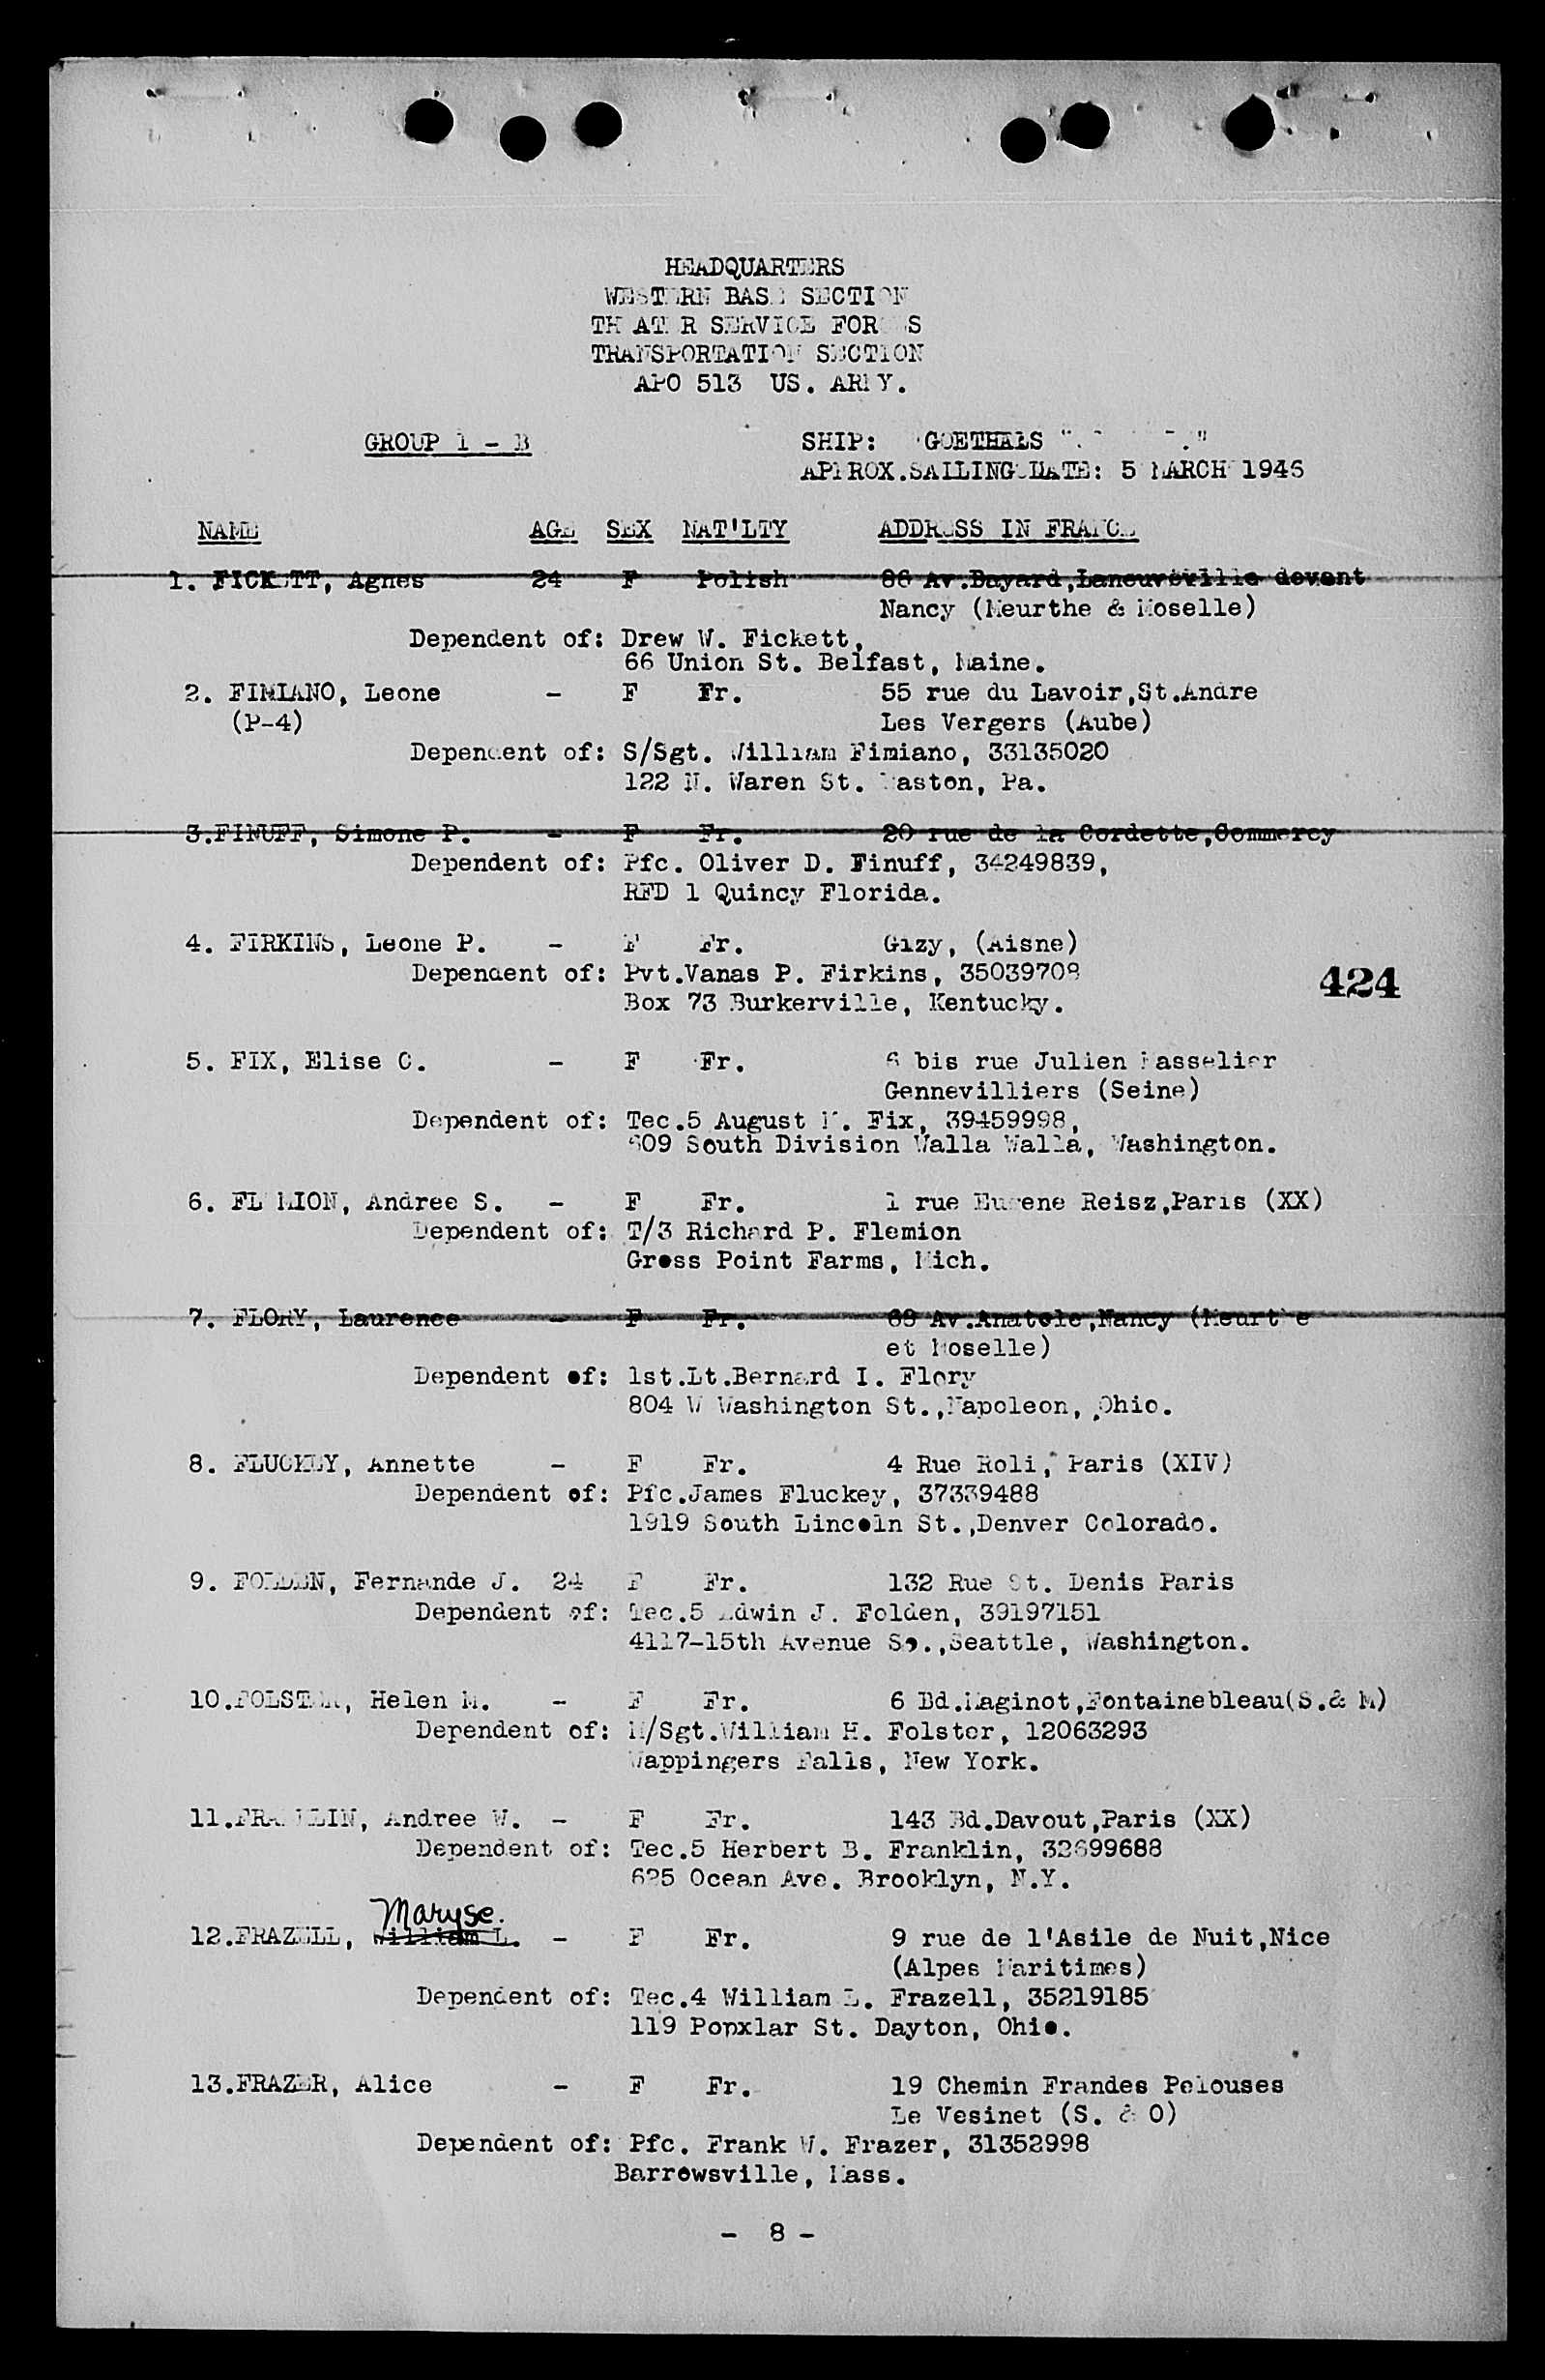 HEADQUARTERS
WESTERN BASE SECTION
THEATER SERVICE FORCES
TRANSPORTATION SECTION
APO 513 US. ARMY.
GROUP 1 - B SHIP: GOETHALS
APPROX.SAILING DATE: 5 MARCH 1946
NAME AGE SEX NAT'LTY ADDRESS IN FRANCE
1. FICKETT, Agnes 24 F Polish 86 Av.Bayard,Laneuveville devant
Nancy (Meurthe & Moselle)
Dependent of: Drew W. Fickett,
66 Union St. Belfast, Maine.
2. FIMIANO, Leone - F Fr. 55 rue du Lavoir,St.Andre
(P-4) Les Vergers (Aube)
Dependent of: S/Sgt. William Fimiano, 33135020
122 N. Waren St. Easton, Pa.
3.FINUFF, Simone P. - F Fr. 20 rue de la Cordette,Commercy
Dependent of: Pfc. Oliver D. Finuff, 34249839,
RFD 1 Quincy Florida.
4. FIRKINS, Leone P. - F Fr. Gizy, (Aisne)
Dependent of: Pvt.Vanas P. Firkins, 35039708
424
Box 73 Burkerville, Kentucky.
5. FIX, Elise C. - F Fr. 6 bis rue Julien
Gennevilliers (Seine)
Dependent of: Tec.5 August M. Fix, 39459998,
609 South Division Walla Walla, Washington.
6. FLEMION, Andree S. - F Fr. 1 rue Eugene Reisz,Paris (XX)
Dependent of: T/3 Richard P. Flemion
Gross Point Farms, Mich.
7. FLORY, Laurence - F Fr. 69 Av.Anatole,Nancy (Meurthe
et Moselle)
Dependent of: 1st.Lt.Bernard I. Flory
804 W Washington St.,Napoleon, Ohio.
8. FLUCKEY, Annette - F Fr. 4 Rue Roli, Paris (XIV)
Dependent of: Pfc.James Fluckey, 37339488
1919 South Lincoln St.,Denver Colorado.
9. FOLDEN, Fernande J. 24 F Fr. 132 Rue St. Denis Paris
Dependent of: Tec.5 Edwin J. Folden, 39197151
4117-15th Avenue So.,Seattle, Washington.
10.FOLSTER, Helen M. - F Fr. 6 Bd.Maginot,Fontainebleau(S.& M)
Dependent of: M/Sgt.William H. Folster, 12063293
Wappingers Falls, New York.
11.FRANKLIN, Andree W. - F Fr. 143 Bd.Davout,Paris (XX)
Dependent of: Tec.5 Herbert B. Franklin, 32699688
625 Ocean Ave. Brooklyn, N.Y.
Maryse.
12.FRAZELL, William L. - F Fr. 9 rue de l'Asile de Nuit,Nice
(Alpes Maritimes)
Dependent of: Tec.4 William L. Frazell, 35219185
119 Popxlar St. Dayton, Ohio.
13.FRAZER, Alice - F Fr. 19 Chemin Frandes Pelouses
Le Vesinet (S. & O)
Dependent of: Pfc. Frank W. Frazer, 31352998
Barrowsville, Mass.
- 8 -